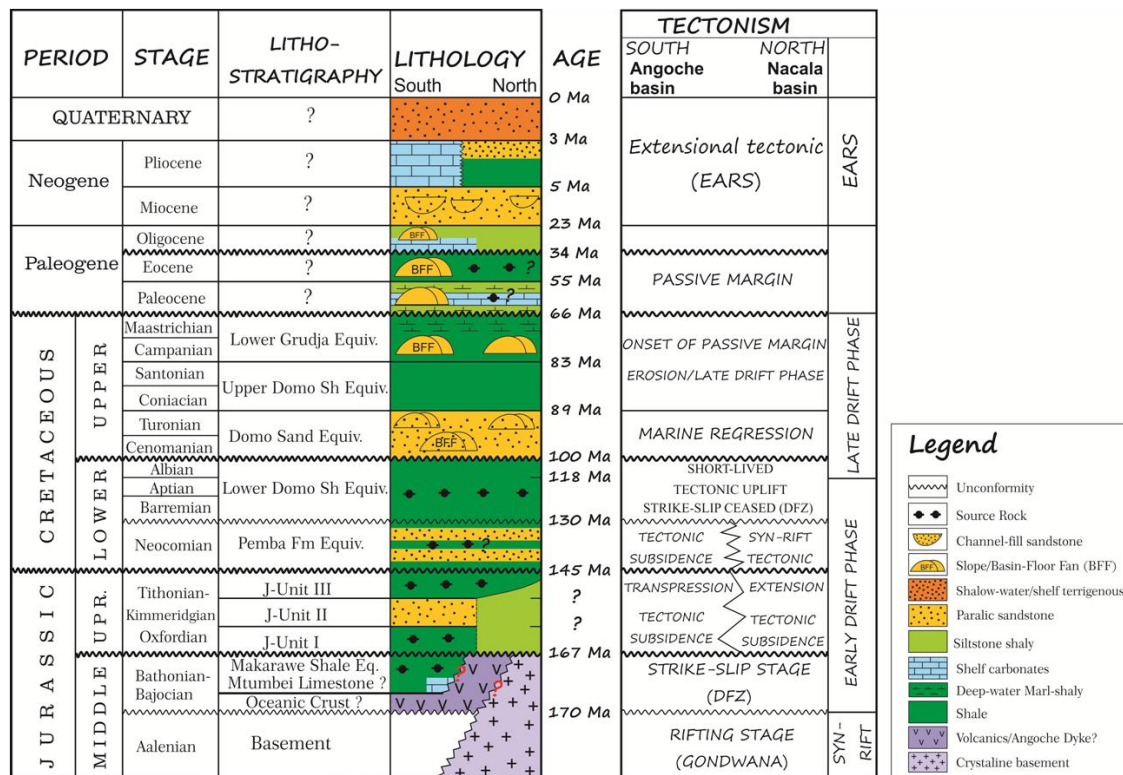 PERIOD
STAGE
LITHO-
STRATIGRAPHY
LITHOLOGY
South North
AGE
TECTONISM
SOUTH NORTH
Angoche Nacala
basin basin
0 Ma
QUATERNARY ?
3 Ma
Neogene
Pliocene ?
5 Ma
Miocene ?
23 Ma
Extensional tectonic
(EARS)
EARS
Paleogene
Oligocene ? BFF
34 Ma
Eocene ? BFF ?
55 Ma
Paleocene ? ?
66 Ma
PASSIVE MARGIN
CRETACEOUS
UPPER
Maastrichian
Campanian
Lower Grudja Equiv.
BFF
83 Ma
ONSET OF PASSIVE MARGIN
EROSION/LATE DRIFT PHASE
Santonian
Coniacian
Upper Domo Sh Equiv.
89 Ma
Turonian
Cenomanian
Domo Sand Equiv.
BFF
100 Ma
MARINE REGRESSION
LATE DRIFT PHASE
LOWER
Albian
118 Ma
Aptian
Barremian
Lower Domo Sh Equiv.
130 Ma
SHORT-LIVED
TECTONIC UPLIFT
STRIKE-SLIP CEASED (DFZ)
Neocomian
Pemba Fm Equiv.
?
145 Ma
TECTONIC SYN-RIFT
SUBSIDENCE TECTONIC
JURASSIC
UPR.
Tithonian-
Kimmeridgian
Oxfordian
J-Unit III
J-Unit II
J-Unit I
?
?
167 Ma
TRANSPRESSION EXTENSION
TECTONIC TECTONIC
SUBSIDENCE SUBSIDENCE
EARLY DRIFT PHASE
MIDDLE
Bathonian-
Bajocian
Makarawe Shale Eq.
Mtumbei Limestone ?
Oceanic Crust ?
?
?
170 Ma
STRIKE-SLIP STAGE
(DFZ)
Aalenian
Basement
RIFTING STAGE
(GONDWANA)
SYN-
RIFT
Legend
Unconformity
Source Rock
Channel-fill sandstone
BFF Slope/Basin-Floor Fan (BFF)
Shalow-water/shelf terrigenous
Paralic sandstone
Siltstone shaly
Shelf carbonates
Deep-water Marl-shaly
Shale
Volcanics/Angoche Dyke?
Crystaline basement